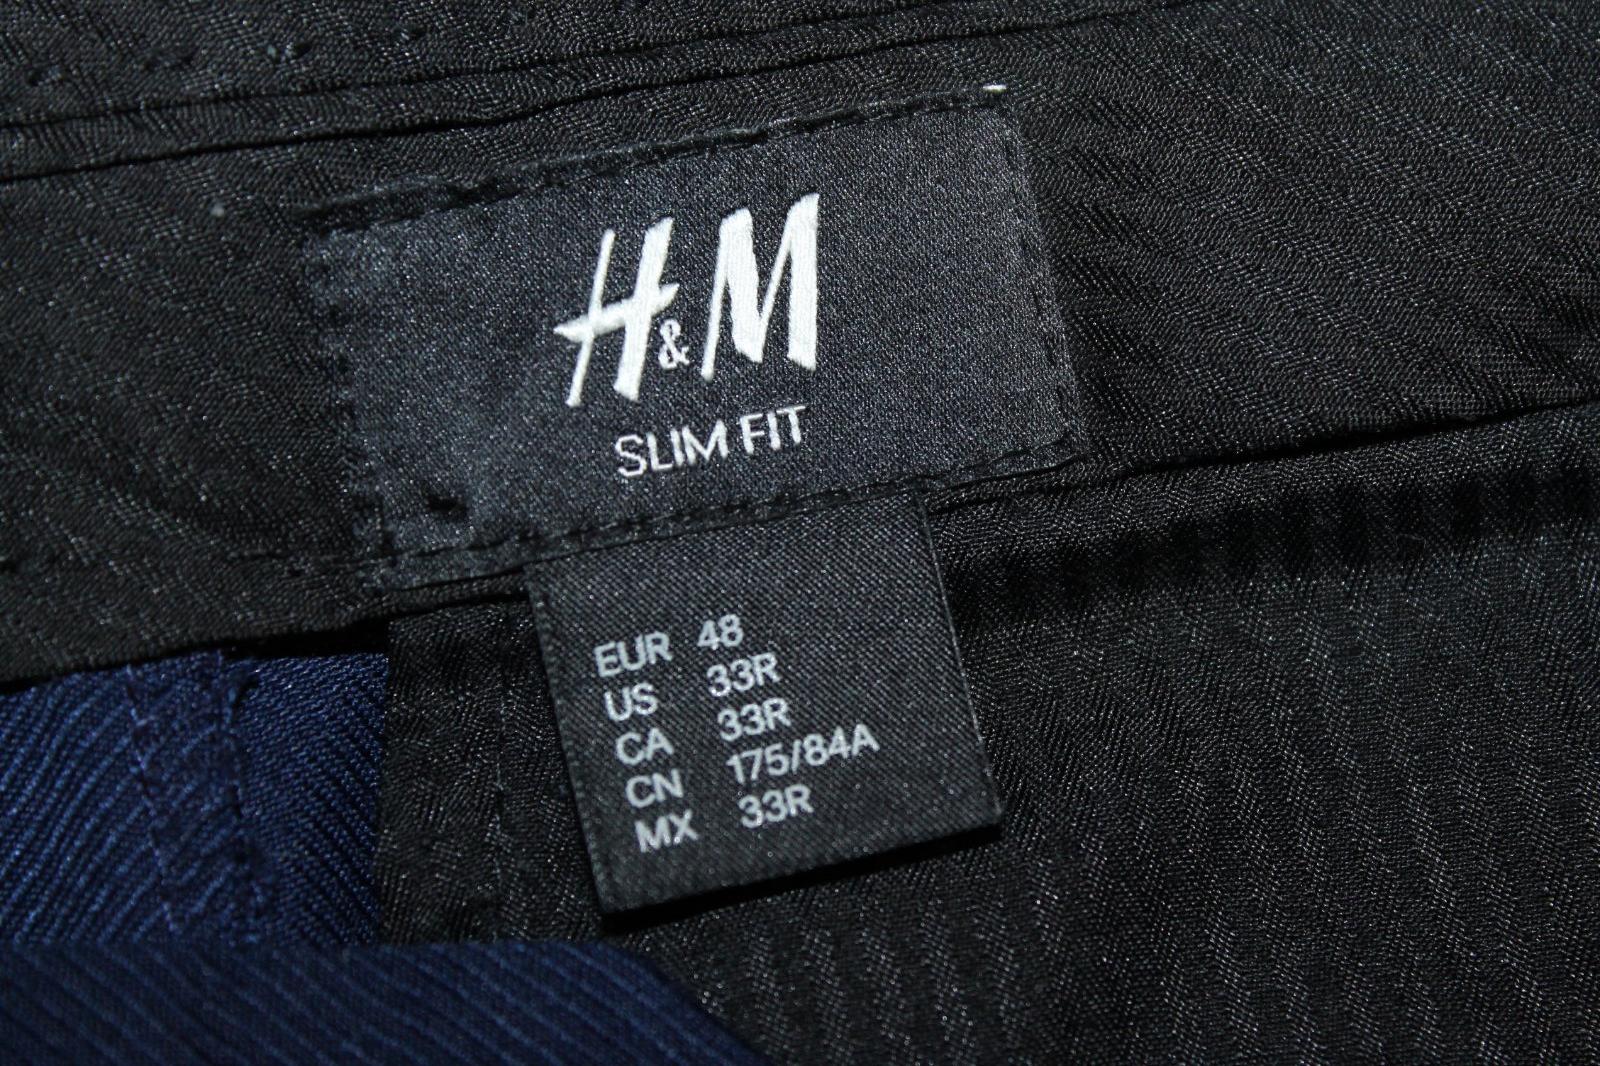 H&M
SLIM FIT
EUR 48
US 33R
CA 33R
CN 175/84A
MX 33R